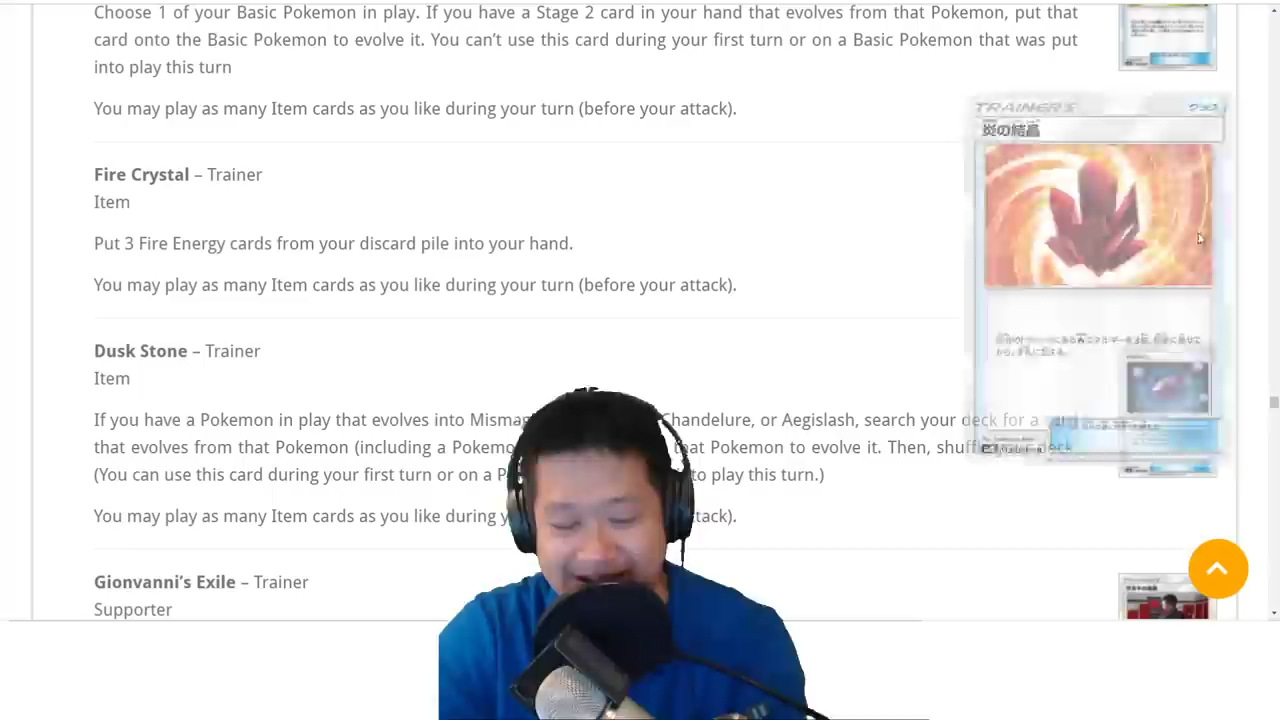 Choose 1 of your Basic Pokemon in play. If you have a Stage 2 card in your hand that evolves from that Pokemon, put that
card onto the Basic Pokemon to evolve it. You can't use this card during your first turn or on a Basic Pokemon that was put
into play this turn
You may play as many Item cards as you like during your turn (before your attack).
TRAINERS
炎の結晶
Fire Crystal – Trainer
Item
Put 3 Fire Energy cards from your discard pile into your hand.
You may play as many Item cards as you like during your turn (before your attack).
Dusk Stone – Trainer
Item
If you have a Pokemon in play that evolves into Chandelure, or Aegislash, search your deck for a
that evolves from that Pokemon (including a that Pokemon to evolve it. Then,
(You can use this card during your first turn or on a to play this turn.)
You may play as many Item cards as you like during
Gionvanni's Exile – Trainer
Supporter